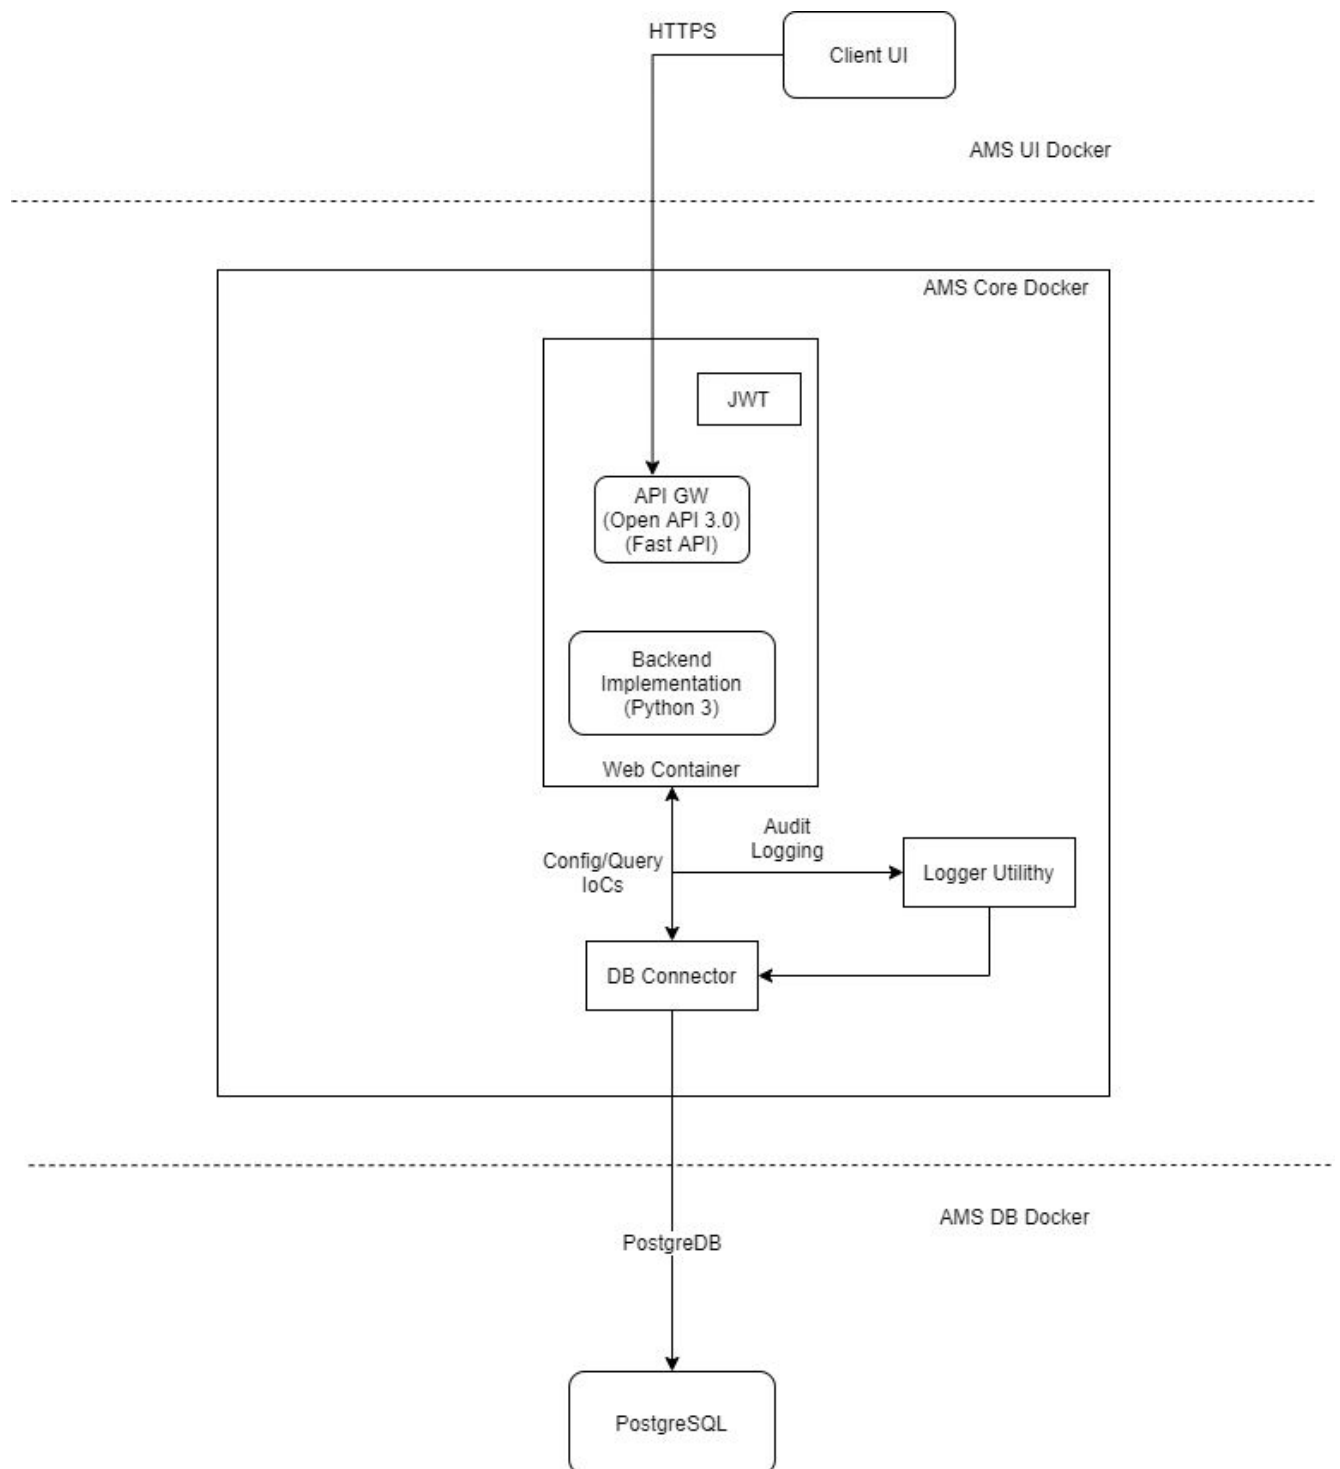 HTTPS
Client UI
AMS UI Docker
AMS Core Docker
JWT
API GW
(Open API 3.0)
(Fast API)
Backend
Implementation
(Python 3)
Web Container
Audit
Logging
Config/Query
IoCs
Logger Utilithy
DB Connector
AMS DB Docker
PostgreDB
PostgreSQL